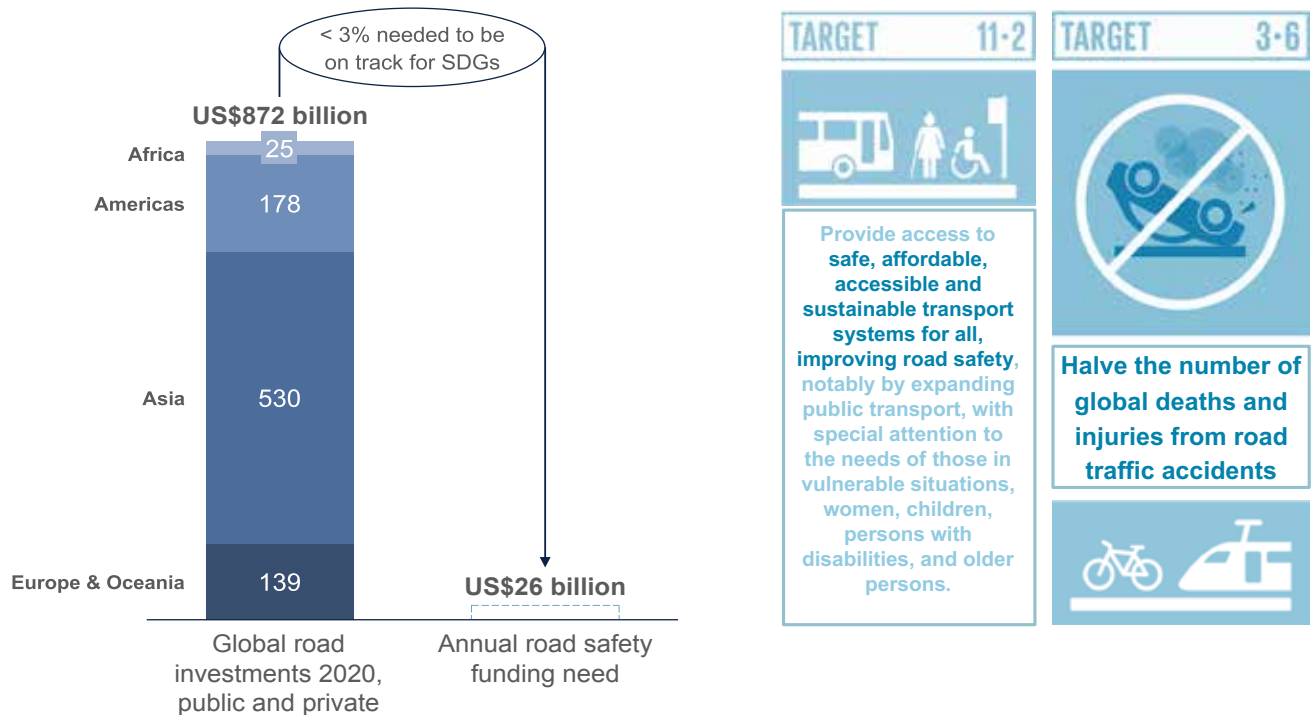 < 3% needed to be
on track for SDGs
US$872 billion
Africa
25
Americas
178
Asia
530
Europe & Oceania
139
US$26 billion
Global road
investments 2020,
public and private
Annual road safety
funding need
TARGET 11·2
Provide access to
safe, affordable,
accessible and
sustainable transport
systems for all,
improving road safety,
notably by expanding
public transport, with
special attention to
the needs of those in
vulnerable situations,
women, children,
persons with
disabilities, and older
persons.
TARGET 3·6
Halve the number of
global deaths and
injuries from road
traffic accidents